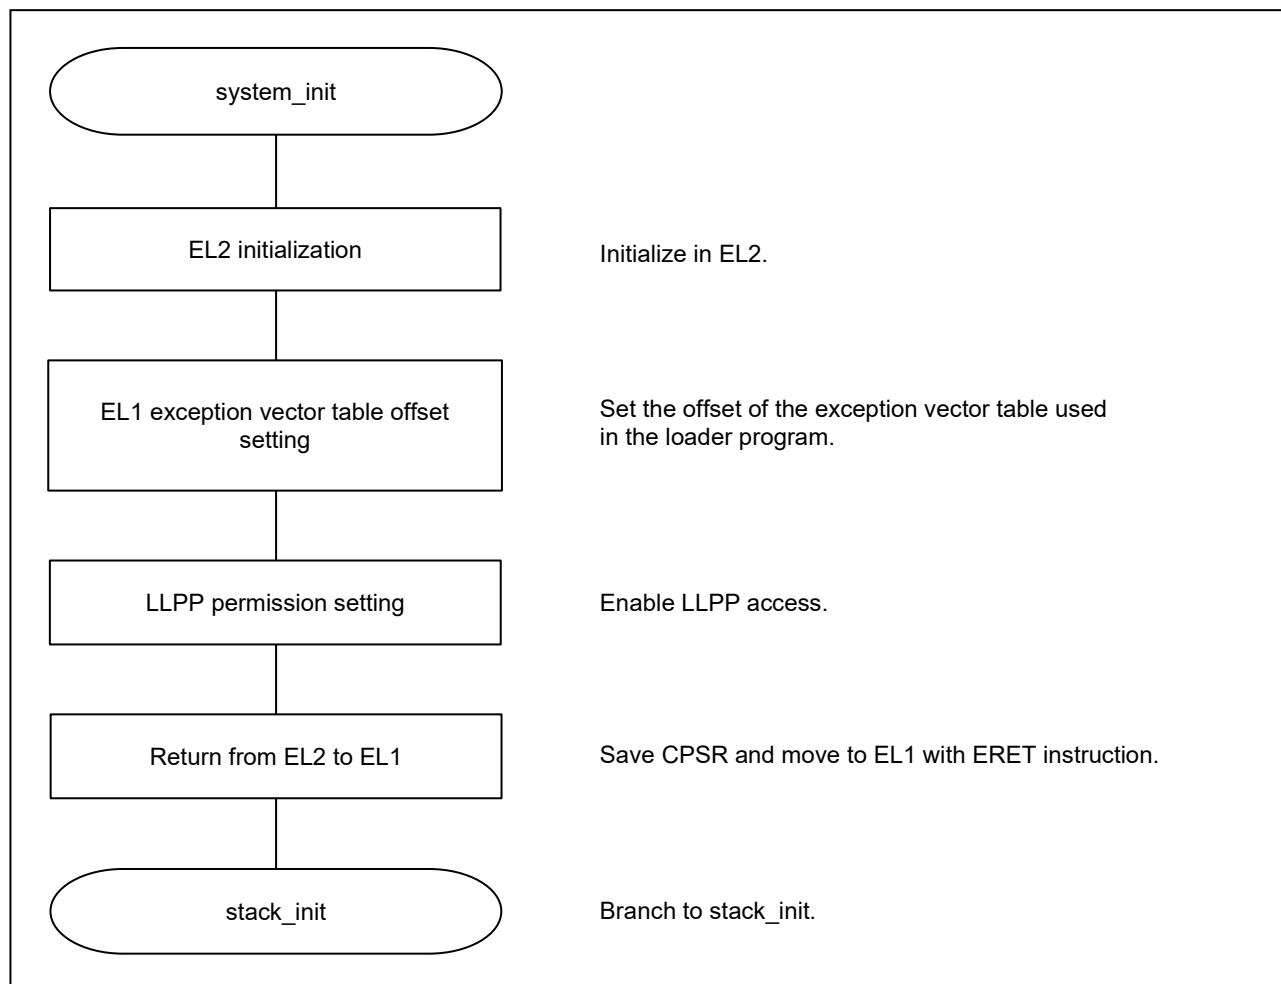 system_init
EL2 initialization
Initialize in EL2.
EL1 exception vector table offset
setting
Set the offset of the exception vector table used
in the loader program.
LLPP permission setting
Enable LLPP access.
Return from EL2 to EL1
Save CPSR and move to EL1 with ERET instruction.
stack_init
Branch to stack_init.